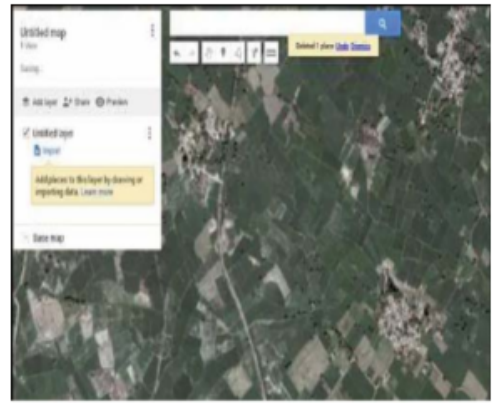 Untitled map
Saving...
Deleted 1 place Undo Dismiss
Add layer Share Preview
Untitled layer
Import
Add places to this layer by drawing or
importing data. Learn more
Base map